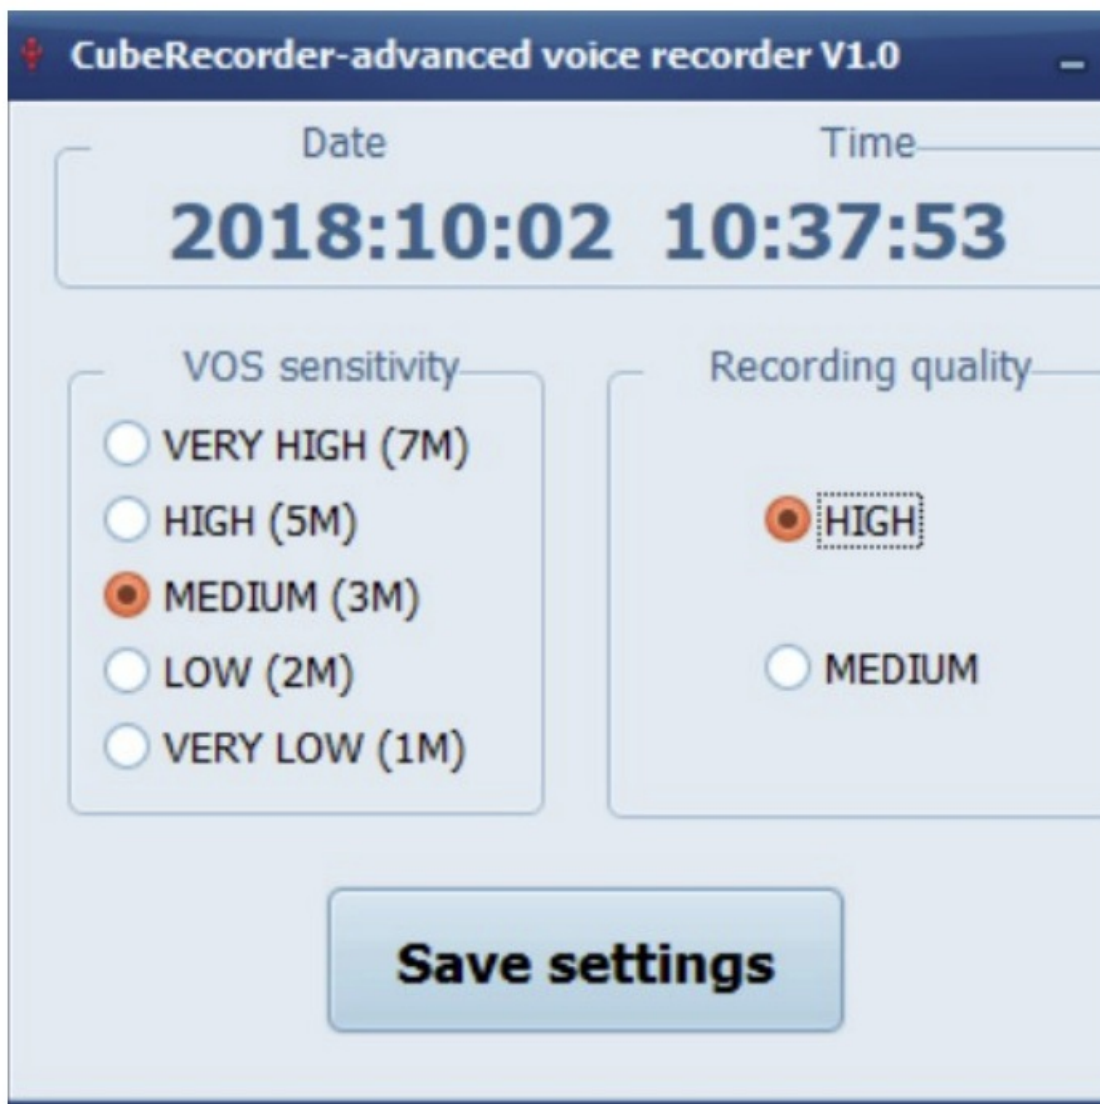 CubeRecorder-advanced voice recorder V1.0
Date Time
2018:10:02 10:37:53
VOS sensitivity
VERY HIGH (7M)
HIGH (5M)
MEDIUM (3M)
LOW (2M)
VERY LOW (1M)
Recording quality
HIGH
MEDIUM
Save settings